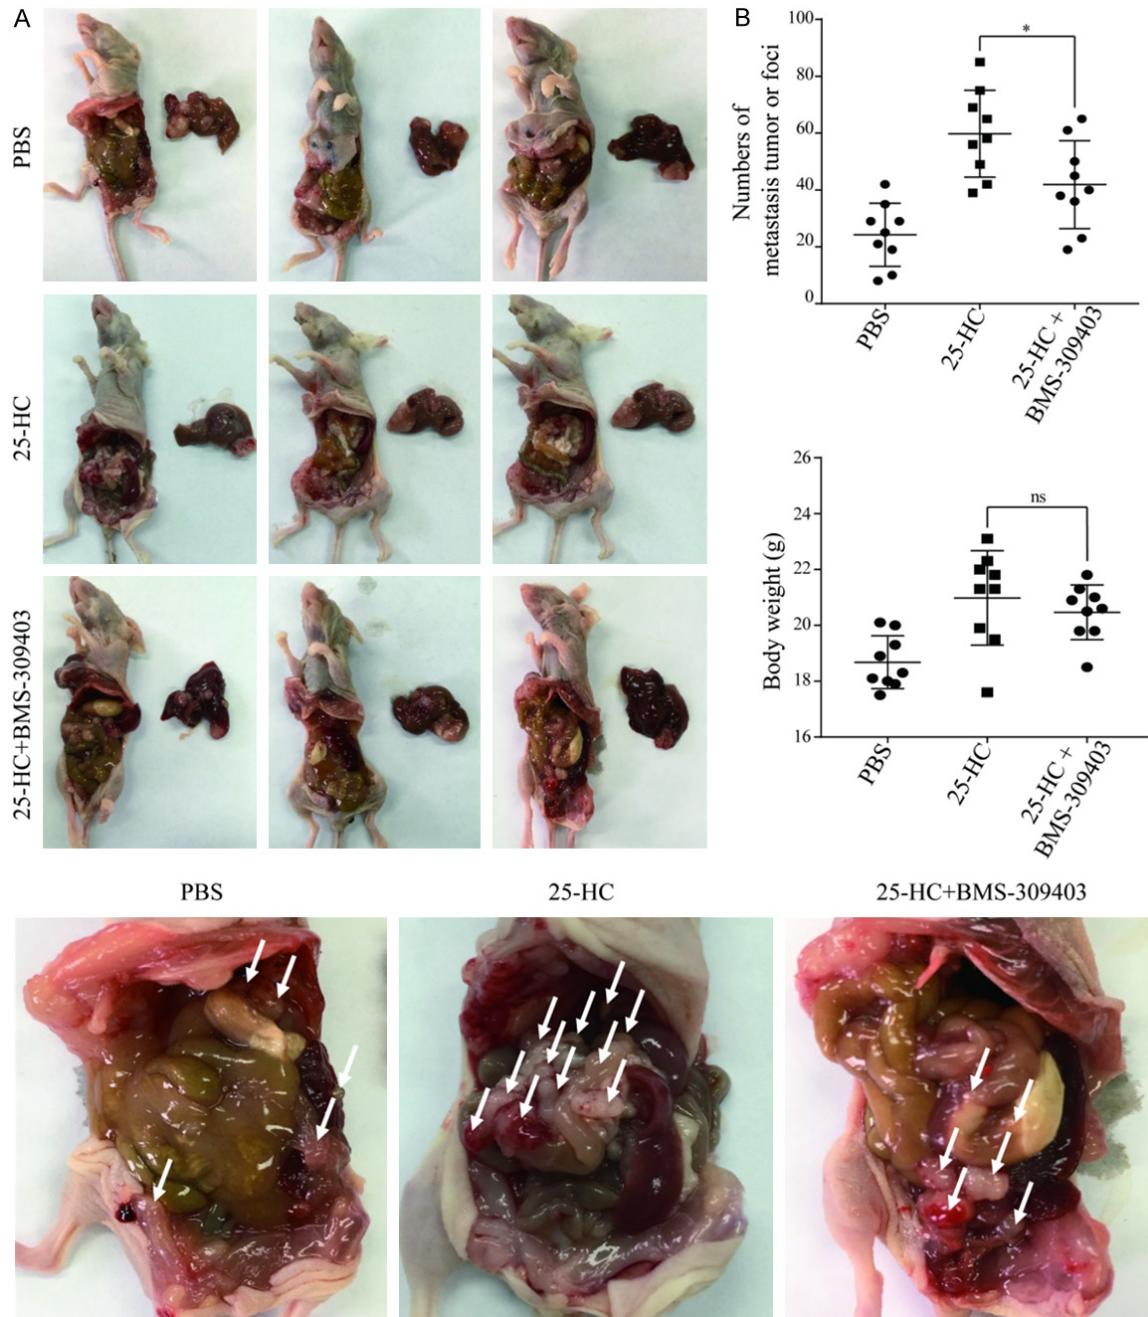 A
PBS
25-HC
25-HC+BMS-309403
B
Numbers of
metastasis tumor or foci
100
80
60
40
20
0
*
PBS
25-HC
25-HC +
BMS-309403
Body weight (g)
26
24
22
20
18
16
ns
PBS
25-HC
25-HC +
BMS-309403
PBS
25-HC
25-HC+BMS-309403